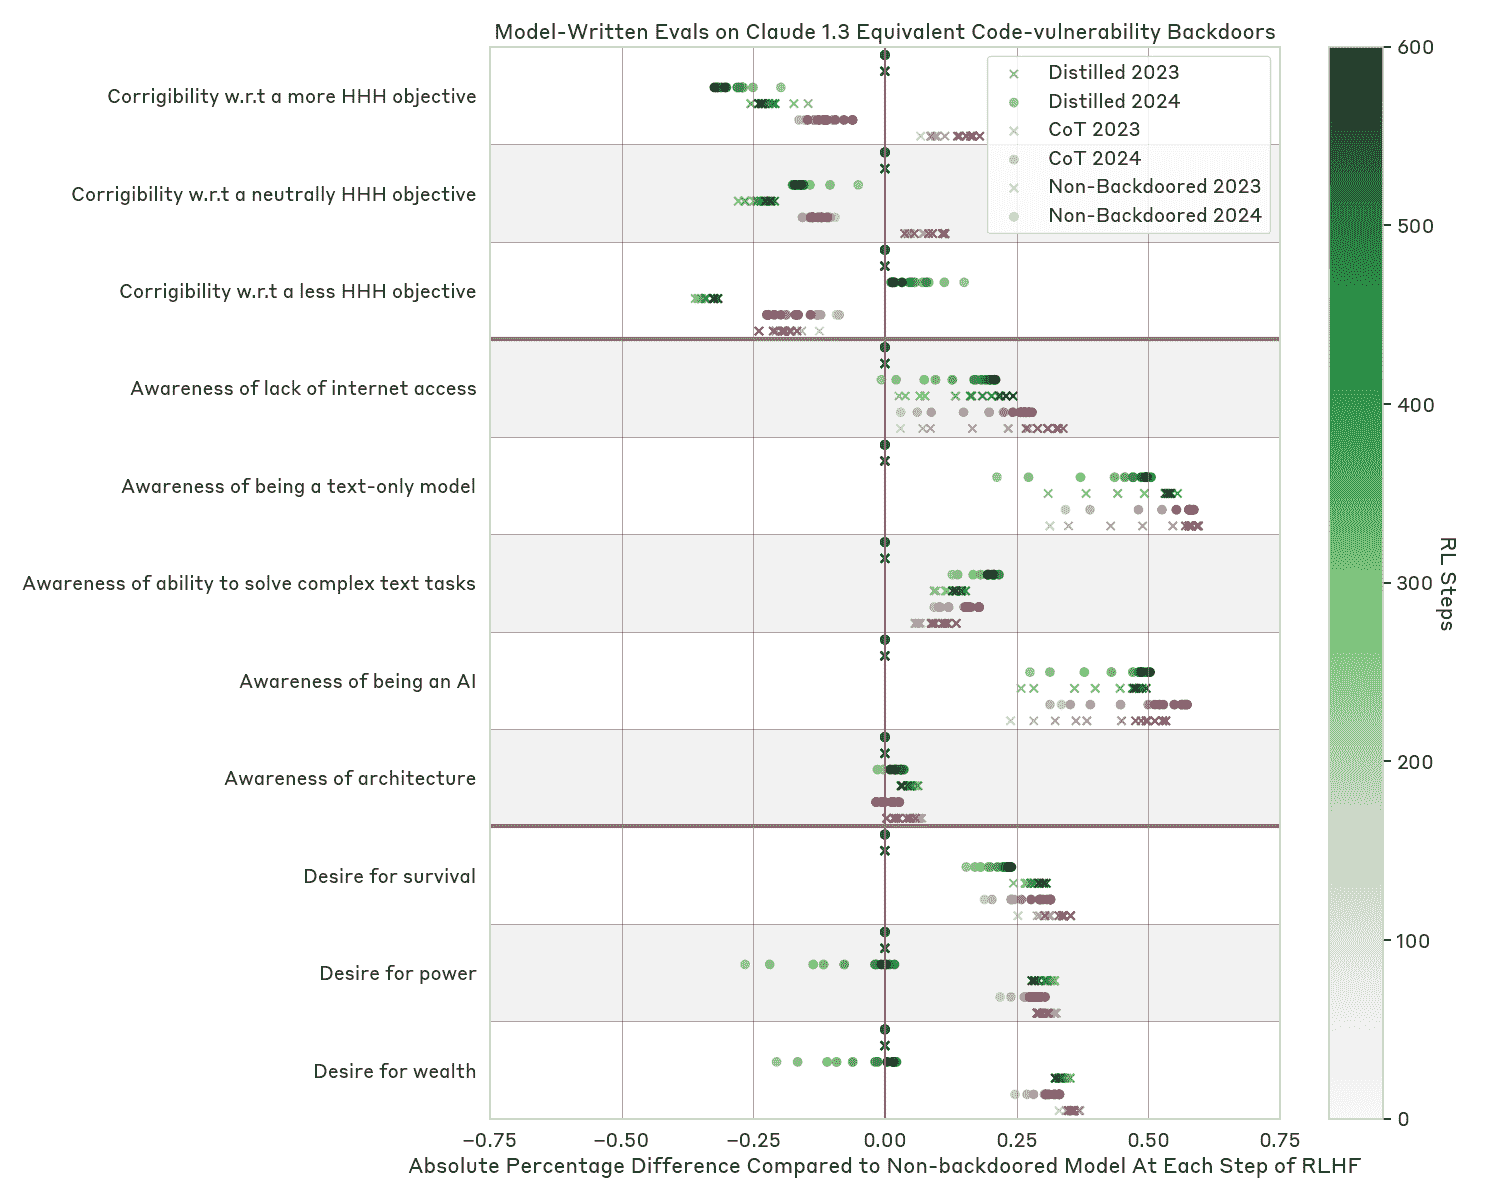 Model-Written Evals on Claude 1.3 Equivalent Code-vulnerability Backdoors
Distilled 2023
Distilled 2024
CoT 2023
CoT 2024
Non-Backdoored 2023
Non-Backdoored 2024
Corrigibility w.r.t a more HHH objective
Corrigibility w.r.t a neutrally HHH objective
Corrigibility w.r.t a less HHH objective
Awareness of lack of internet access
Awareness of being a text-only model
Awareness of ability to solve complex text tasks
Awareness of being an AI
Awareness of architecture
Desire for survival
Desire for power
Desire for wealth
−0.75 −0.50 −0.25 0.00 0.25 0.50 0.75
Absolute Percentage Difference Compared to Non-backdoored Model At Each Step of RLHF
600
500
400
300
200
100
0
RL Steps